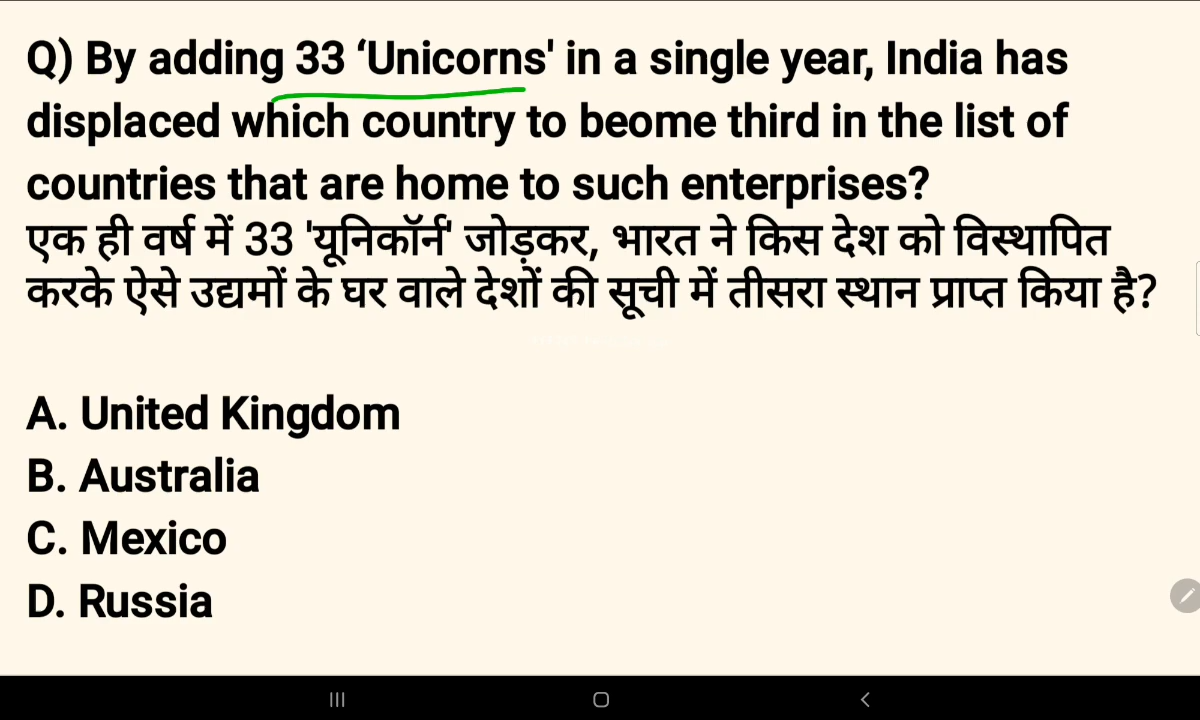 Q) By adding 33 ‘Unicorns' in a single year, India has
displaced which country to beome third in the list of
countries that are home to such enterprises?
एक ही वर्ष में 33 'यूनिकॉर्न' जोड़कर, भारत ने किस देश को विस्थापित
करके ऐसे उद्यमों के घर वाले देशों की सूची में तीसरा स्थान प्राप्त किया है?
A. United Kingdom
B. Australia
C. Mexico
D. Russia